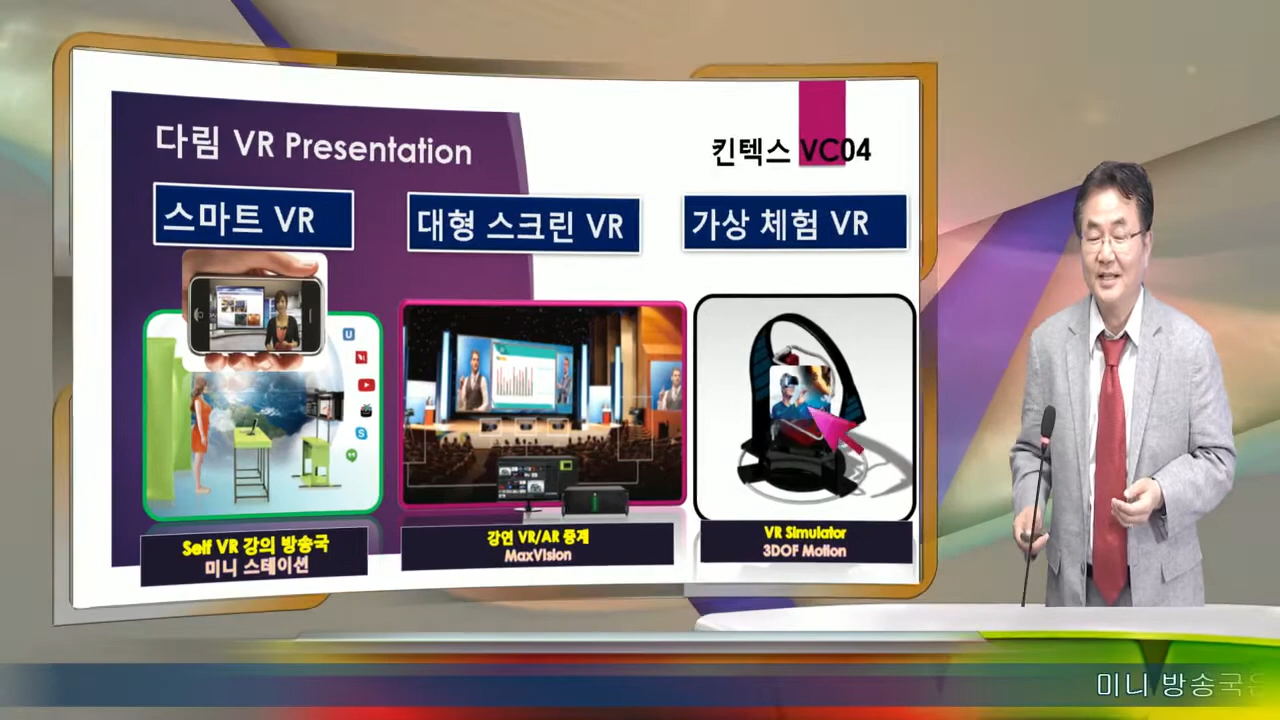 다림 VR Presentation
킨텍스 VC04
스마트 VR
대형 스크린 VR
가상 체험 VR
Self VR 강의 방송국
미니 스테이션
강연 VR/AR 중계
MaxVision
VR Simulator
3DOF Motion
미니 방송국은